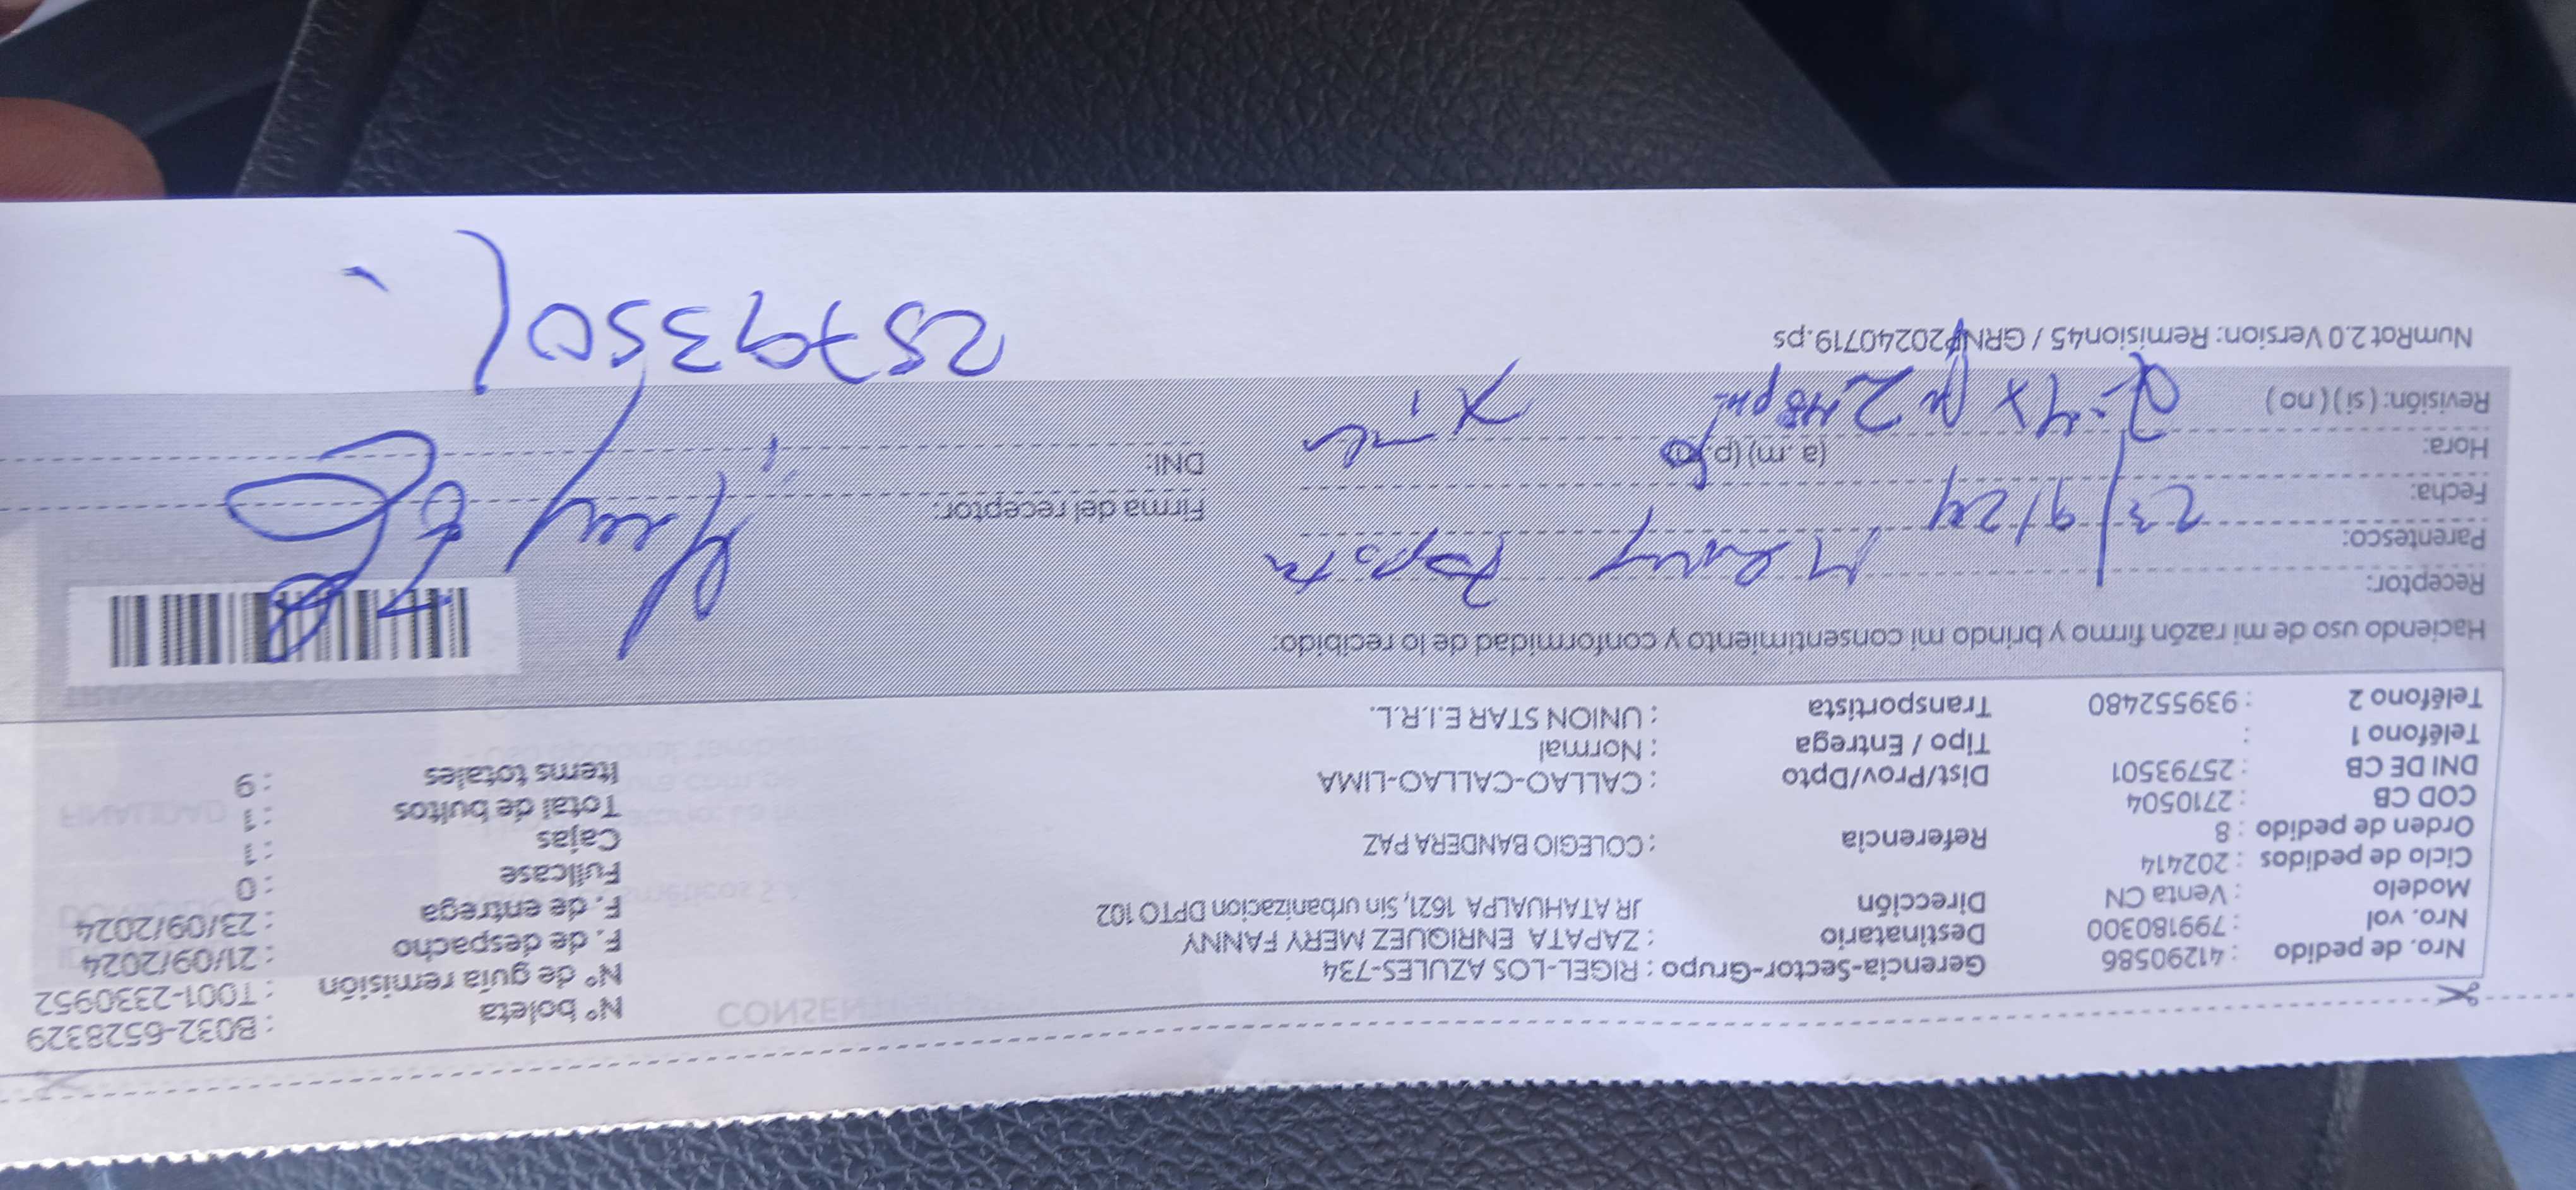 Nro. de pedido : 41290586 Gerencia-Sector-Grupo : RIGEL-LOS AZULES-734 N° boleta : B032-6528329
Nro. vol : 799180300 Destinatario : ZAPATA ENRIQUEZ MERY FANNY N° de guía remisión : T001-2330952
Modelo : Venta CN Dirección JR ATAHUALPA 1621, Sin urbanizacion DPTO 102 F. de despacho : 21/09/2024
Ciclo de pedidos : 202414 F. de entrega : 23/09/2024
Orden de pedido : 8 Referencia : COLEGIO BANDERA PAZ Fullcase : 0
COD CB : 2710504 Cajas : 1
DNI DE CB : 25793501 Dist/Prov/Dpto : CALLAO-CALLAO-LIMA Total de bultos : 1
Teléfono 1 : Tipo / Entrega : Normal Items totales : 9
Teléfono 2 : 939552480 Transportista : UNION STAR E.I.R.L.
Haciendo uso de mi razón firmo y brindo mi consentimiento y conformidad de lo recibido:
Receptor:
Parentesco: Firma del receptor:
Fecha: 23/9/24
Hora: (a. m) (p. DNI:
Revisión: ( si ) ( no ) 2 48 pm
25793501
NumRot 2.0 Version: Remision45 / GRNP20240719.ps